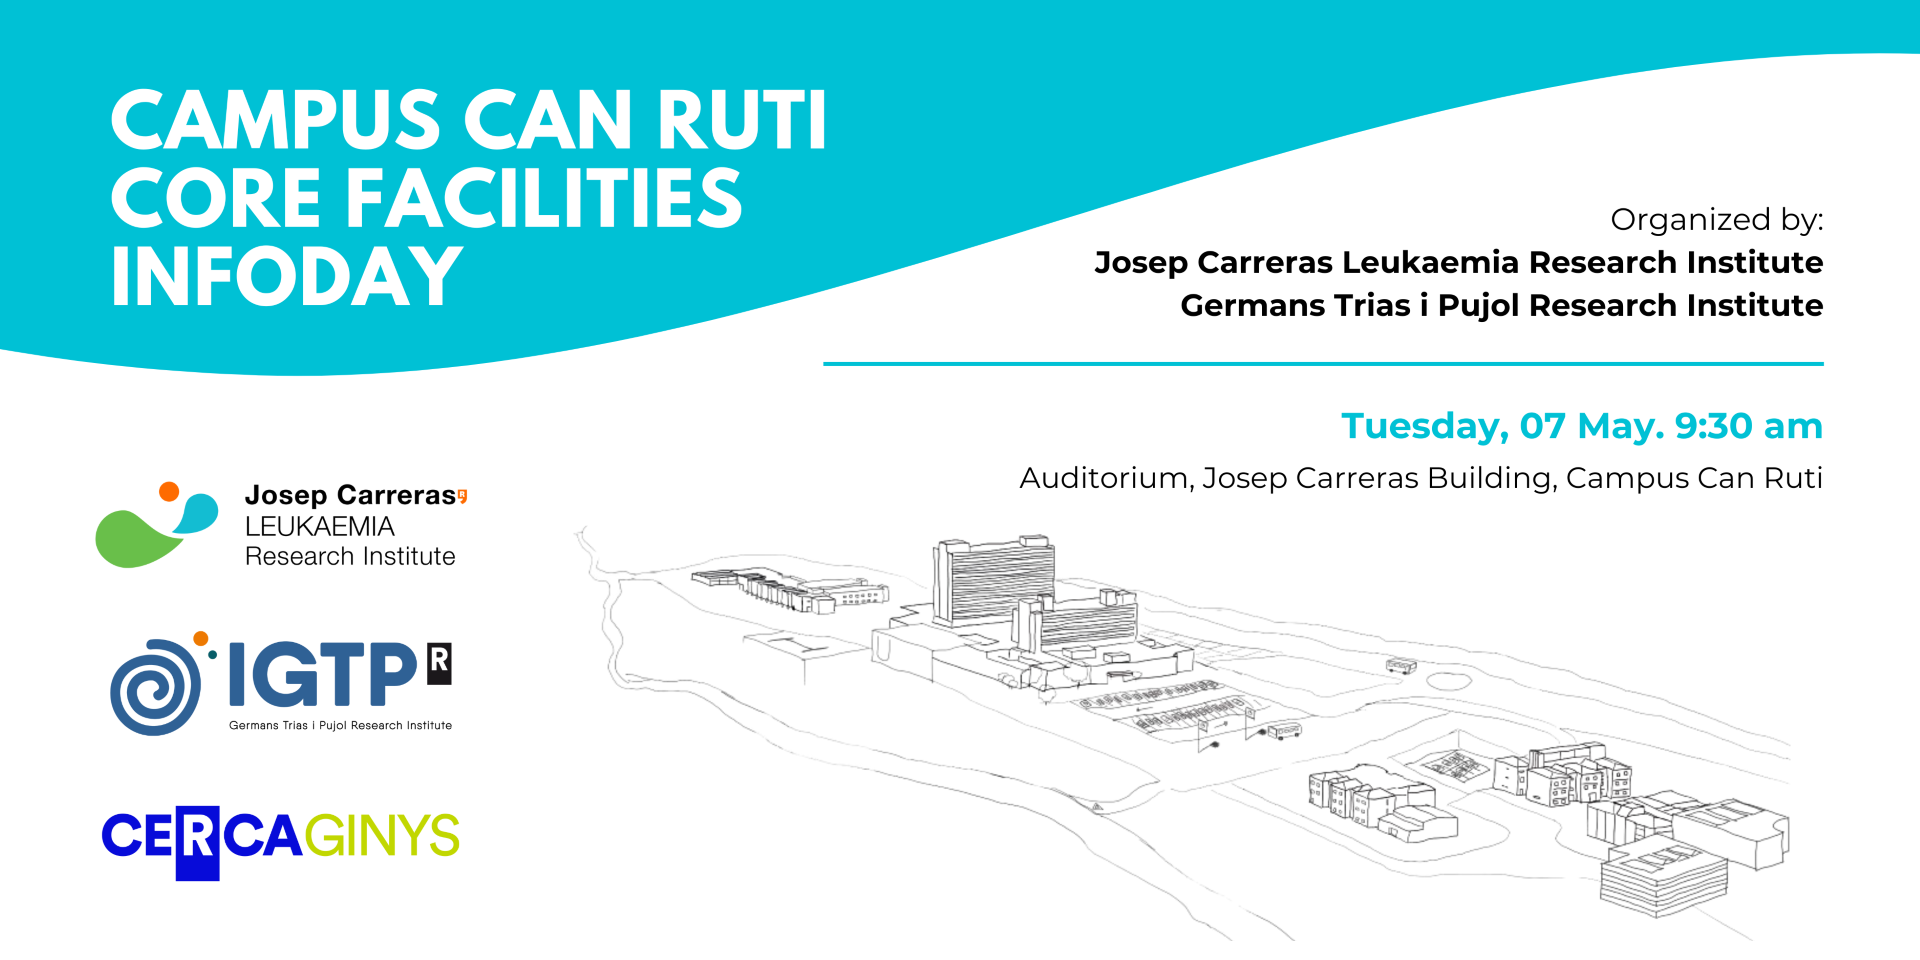 CAMPUS CAN RUTI
CORE FACILITIES
INFODAY
Organized by:
Josep Carreras Leukaemia Research Institute
Germans Trias i Pujol Research Institute
Tuesday, 07 May. 9:30 am
Auditorium, Josep Carreras Building, Campus Can Ruti
Josep Carreras R
LEUKAEMIA
Research Institute
IGTP R
Germans Trias i Pujol Research Institute
CERCAGINYS